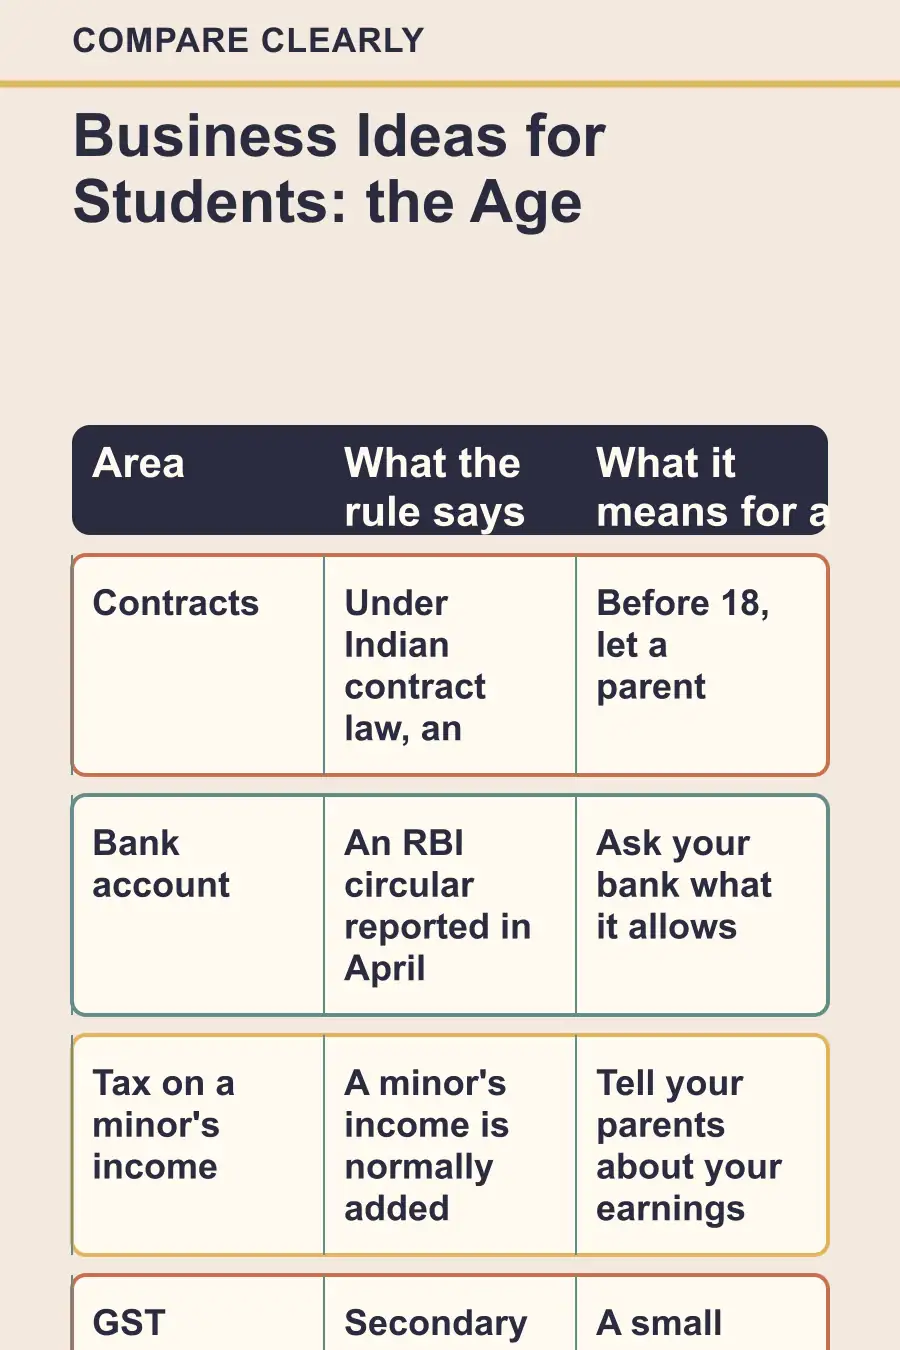 COMPARE CLEARLY
Business Ideas for
Students: the Age
Area
What the
rule says
What it
means for a
Contracts
Under
Indian
contract
law, an
Before 18,
let a
parent
Bank
account
An RBI
circular
reported in
April
Ask your
bank what
it allows
Tax on a
minor's
income
A minor's
income is
normally
added
Tell your
parents
about your
earnings
GST
Secondary
A small